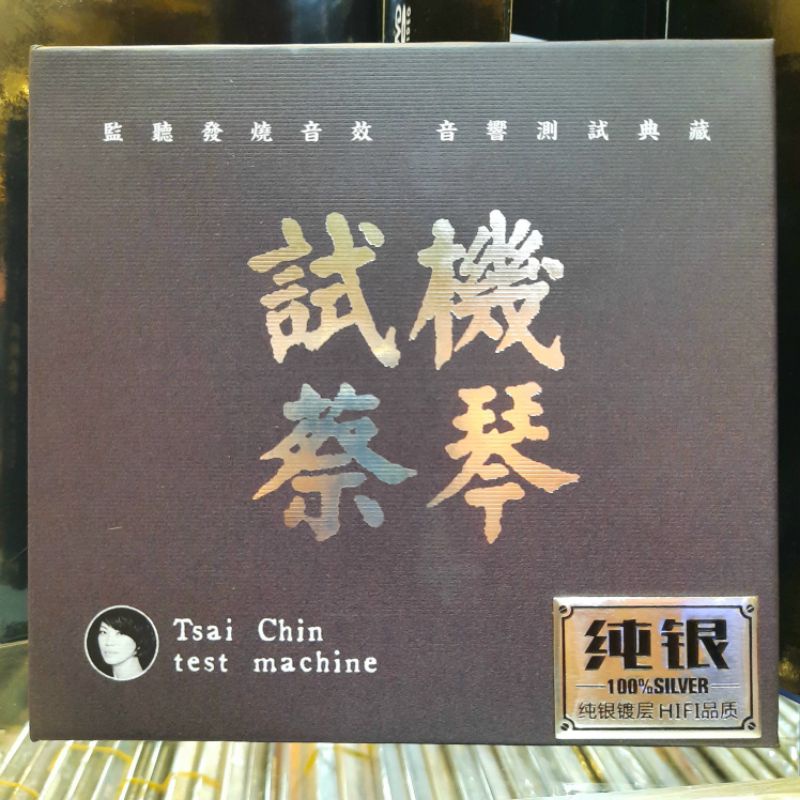 監聽發燒音效 音響測試典藏
試機
蔡琴
Tsai Chin
test machine
纯银
100%SILVER
纯银镀层HIFI品质